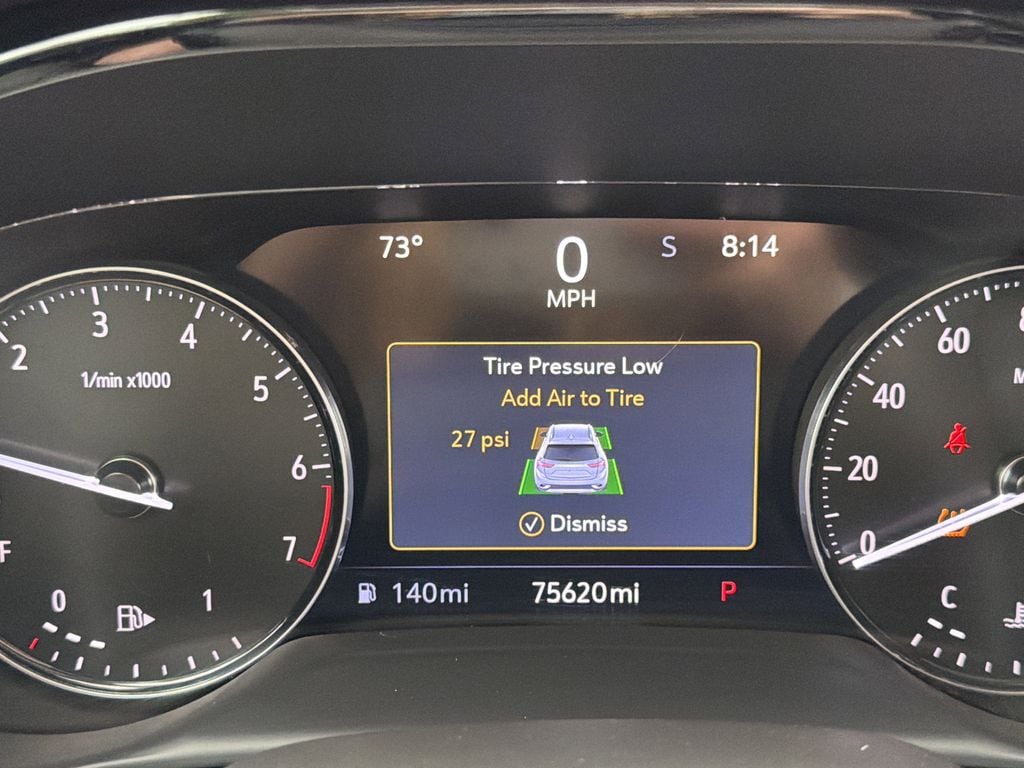 73° 0 S 8:14
MPH
Tire Pressure Low
Add Air to Tire
27 psi
Dismiss
140mi 75620mi P
2 3 4 5 6 7
1/min x1000
F
0 1
0 20 40 60
C